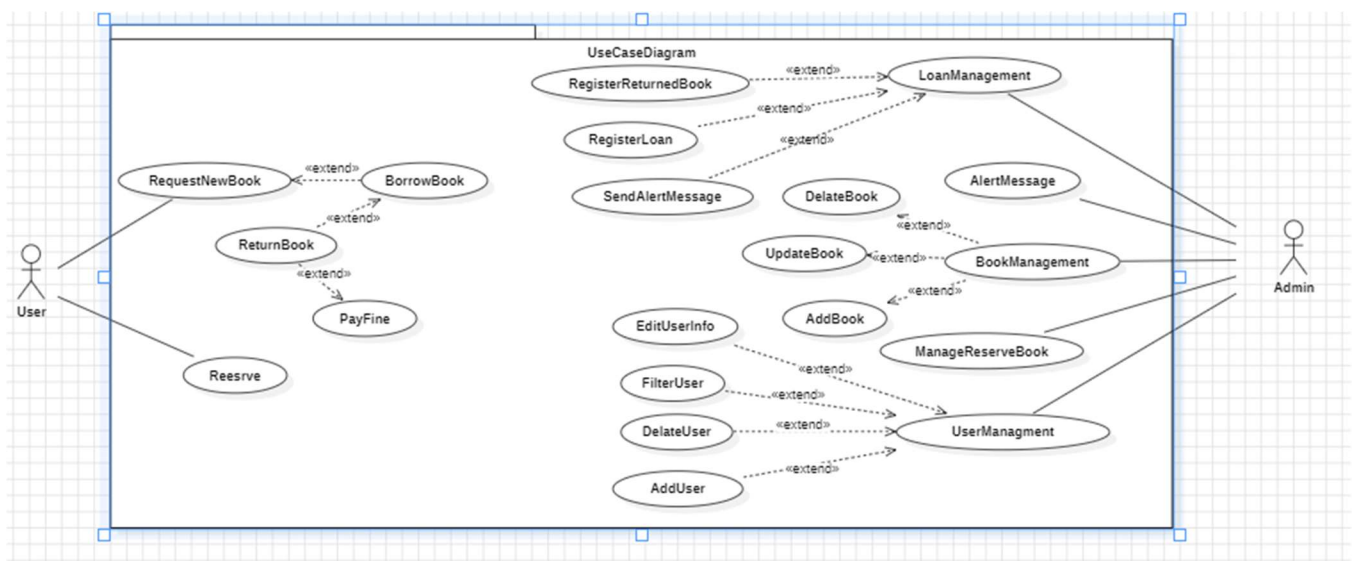 UseCaseDiagram
RegisterReturnedBook
«extend»
LoanManagement
«extend»
RegisterLoan
«extend»
RequestNewBook
«extend»
BorrowBook
SendAlertMessage
DelateBook
AlertMessage
«extend»
ReturnBook
«extend»
UpdateBook
«extend»
BookManagement
«extend»
User
Admin
PayFine
EditUserInfo
AddBook
«extend»
ManageReserveBook
Reesrve
«extend»
FilterUser
«extend»
DelateUser
«extend»
UserManagment
«extend»
AddUser